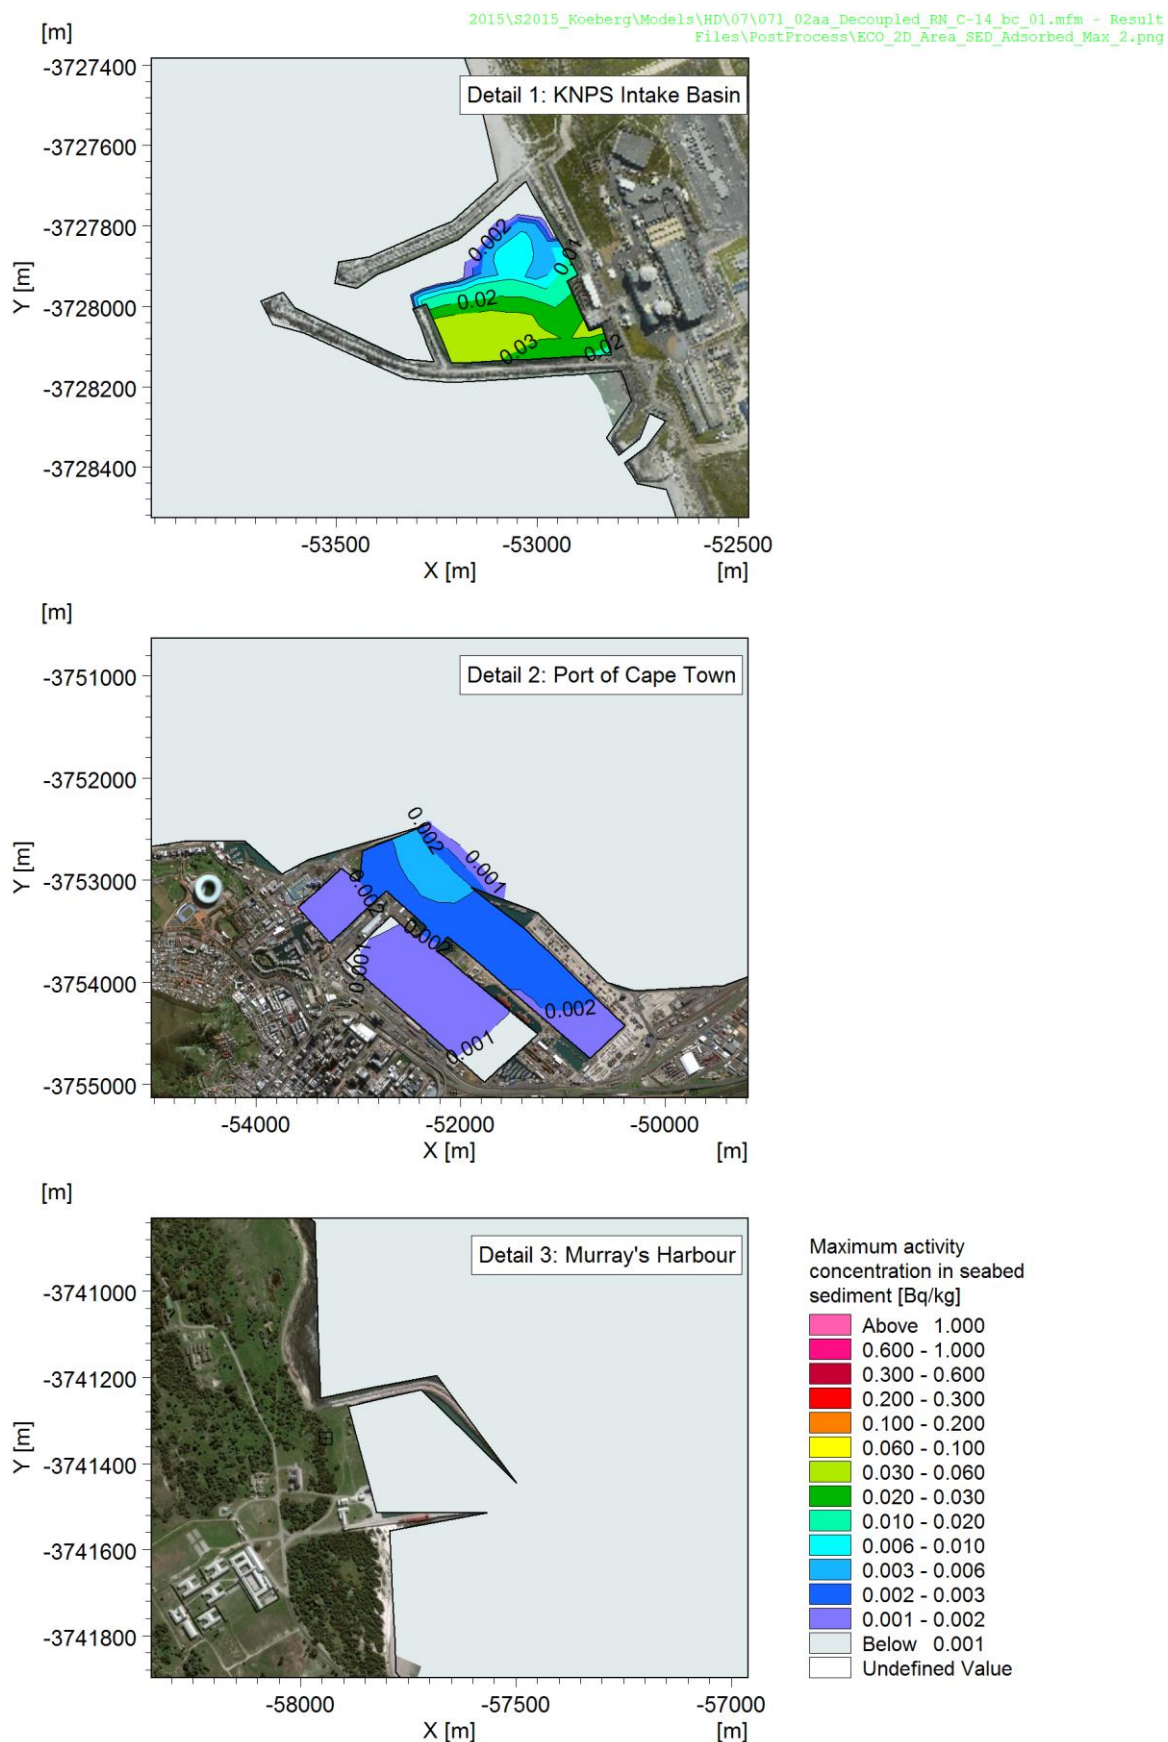 2015\S2015_Koeberg\Models\HD\07\07l_02aa_Decoupled_RN_C-14_bc_01.mfm - Result
Files\PostProcess\ECO_2D_Area_SED_Adsorbed_Max_2.png
[m]
Detail 1: KNPS Intake Basin
-3727400
-3727600
-3727800
-3728000
-3728200
-3728400
Y [m]
0.002
0.01
0.02
0.03
0.02
-53500
-53000
-52500
X [m]
[m]
[m]
Detail 2: Port of Cape Town
-3751000
-3752000
-3753000
-3754000
-3755000
Y [m]
0.002
0.001
0.002
0.002
0.001
0.002
0.001
-54000
-52000
-50000
X [m]
[m]
[m]
Detail 3: Murray's Harbour
-3741000
-3741200
-3741400
-3741600
-3741800
Y [m]
-58000
-57500
-57000
X [m]
[m]
Maximum activity
concentration in seabed
sediment [Bq/kg]
Above 1.000
0.600 - 1.000
0.300 - 0.600
0.200 - 0.300
0.100 - 0.200
0.060 - 0.100
0.030 - 0.060
0.020 - 0.030
0.010 - 0.020
0.006 - 0.010
0.003 - 0.006
0.002 - 0.003
0.001 - 0.002
Below 0.001
Undefined Value